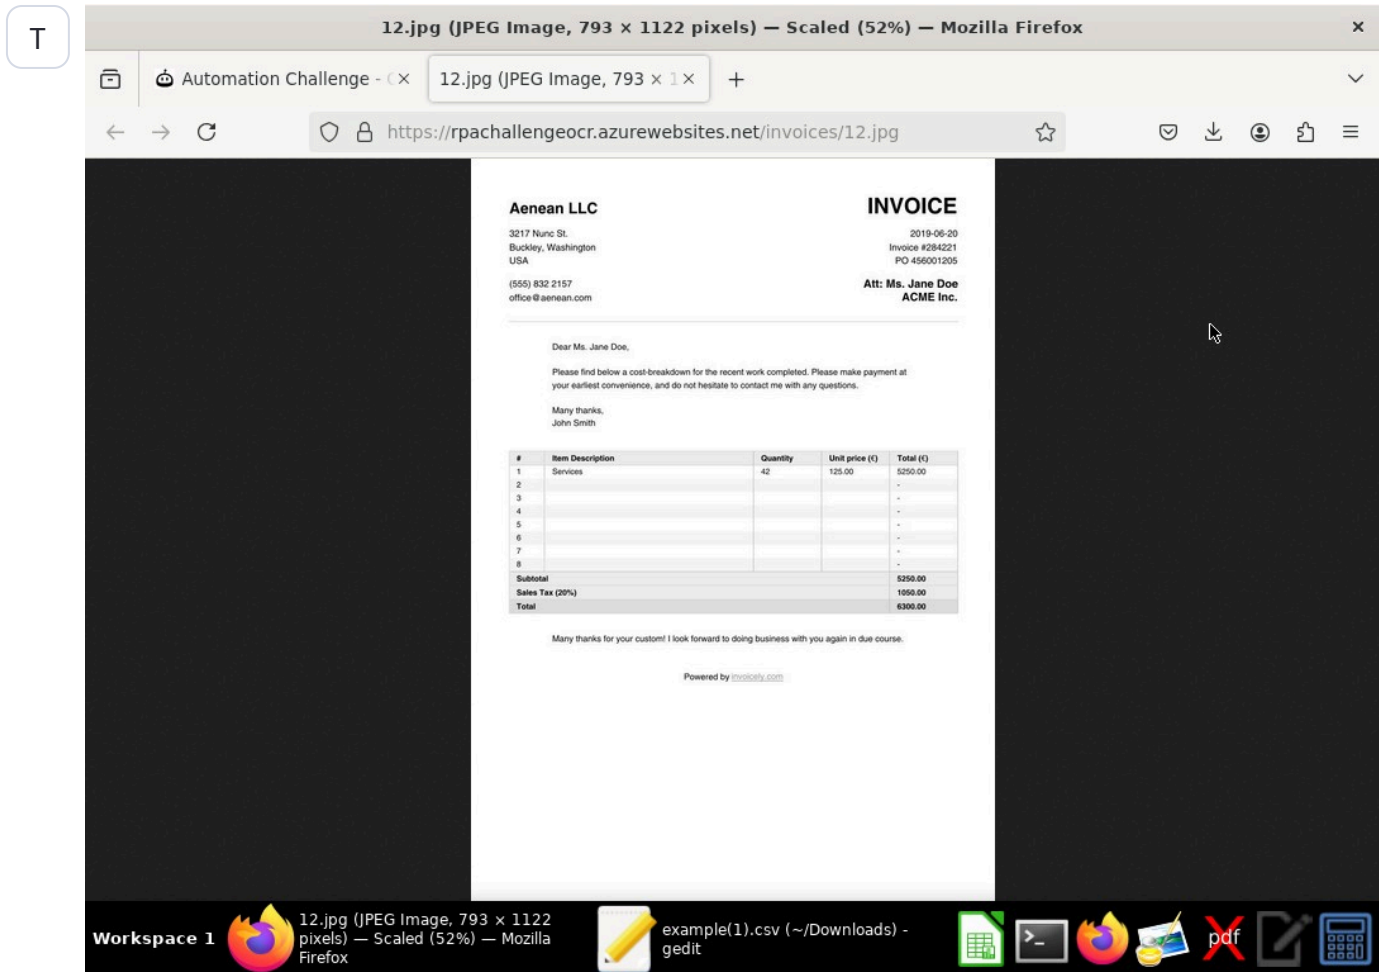 T
12.jpg (JPEG Image, 793 × 1122 pixels) — Scaled (52%) — Mozilla Firefox
Automation Challenge -
12.jpg (JPEG Image, 793 × 1
https://rpachallengeocr.azurewebsites.net/invoices/12.jpg
Aenean LLC
INVOICE
3217 Nunc St.
2019-06-20
Buckley, Washington
Invoice #284221
USA
PO 456001205
(555) 832 2157
Att: Ms. Jane Doe
office@aenean.com
ACME Inc.
Dear Ms. Jane Doe,
Please find below a cost-breakdown for the recent work completed. Please make payment at
your earliest convenience, and do not hesitate to contact me with any questions.
Many thanks,
John Smith
# Item Description Quantity Unit price (€) Total (€)
1 Services 42 125.00 5250.00
2 -
3 -
4 -
5 -
6 -
7 -
8 -
Subtotal 5250.00
Sales Tax (20%) 1050.00
Total 6300.00
Many thanks for your custom! I look forward to doing business with you again in due course.
Powered by invoicely.com
Workspace 1
12.jpg (JPEG Image, 793 × 1122
pixels) — Scaled (52%) — Mozilla
Firefox
example(1).csv (~/Downloads) -
gedit
pdf